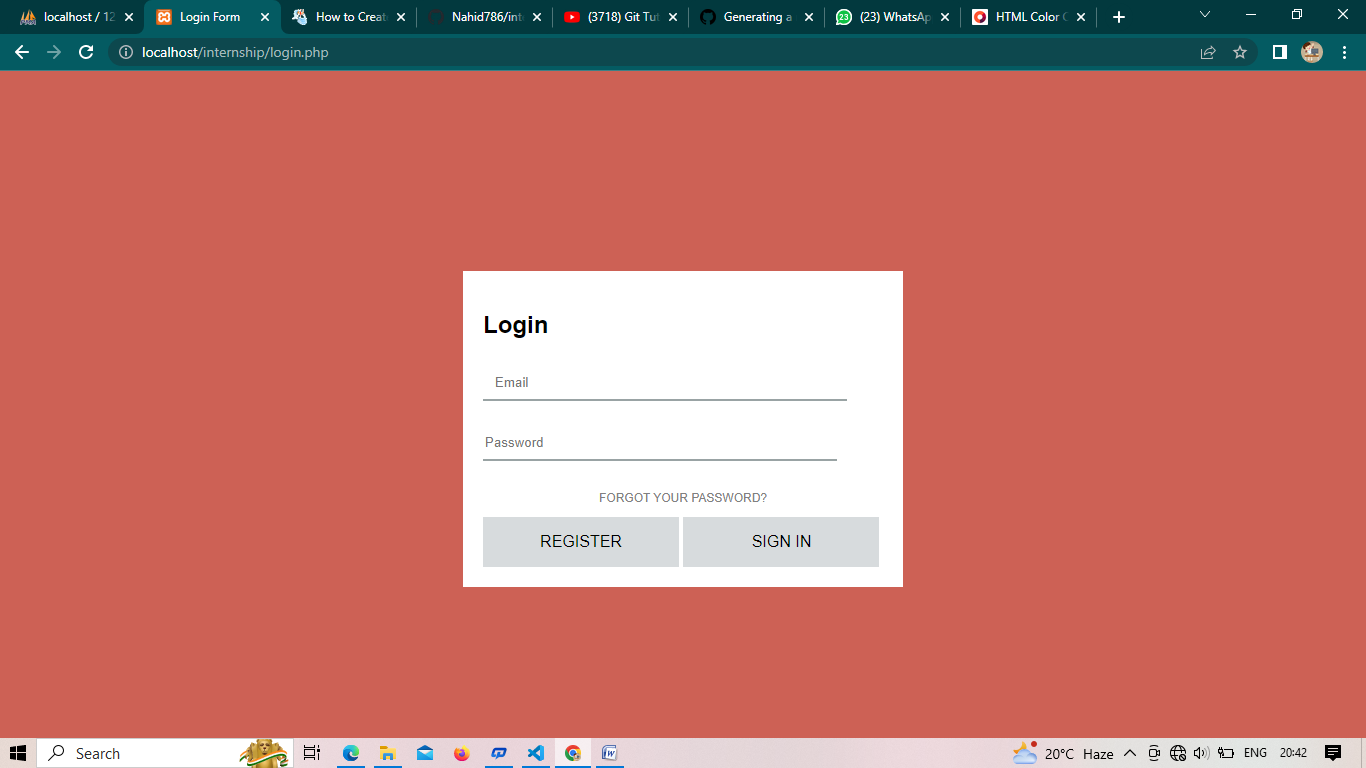 localhost / 12
Login Form
How to Creat
Nahid786/int
(3718) Git Tut
Generating a
23
(23) WhatsAp
HTML Color C
localhost/internship/login.php
Login
Email
Password
FORGOT YOUR PASSWORD?
REGISTER
SIGN IN
Search
20°C Haze
ENG
20:42